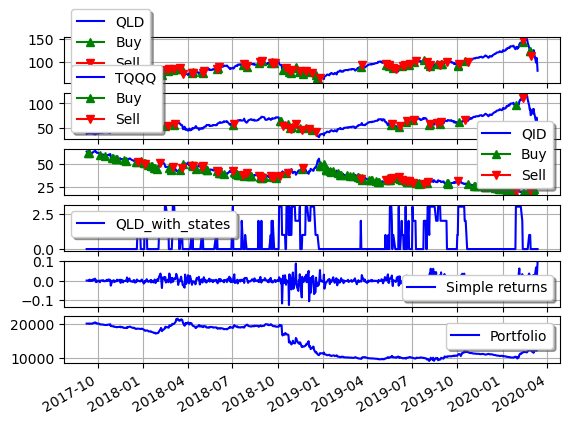 QLD
Buy
Sell
150
100
TQQQ
Buy
Sell
100
50
QID
Buy
Sell
50
25
QLD_with_states
2.5
0.0
Simple returns
0.1
0.0
−0.1
Portfolio
20000
10000
2017-10 2018-01 2018-04 2018-07 2018-10 2019-01 2019-04 2019-07 2019-10 2020-01 2020-04